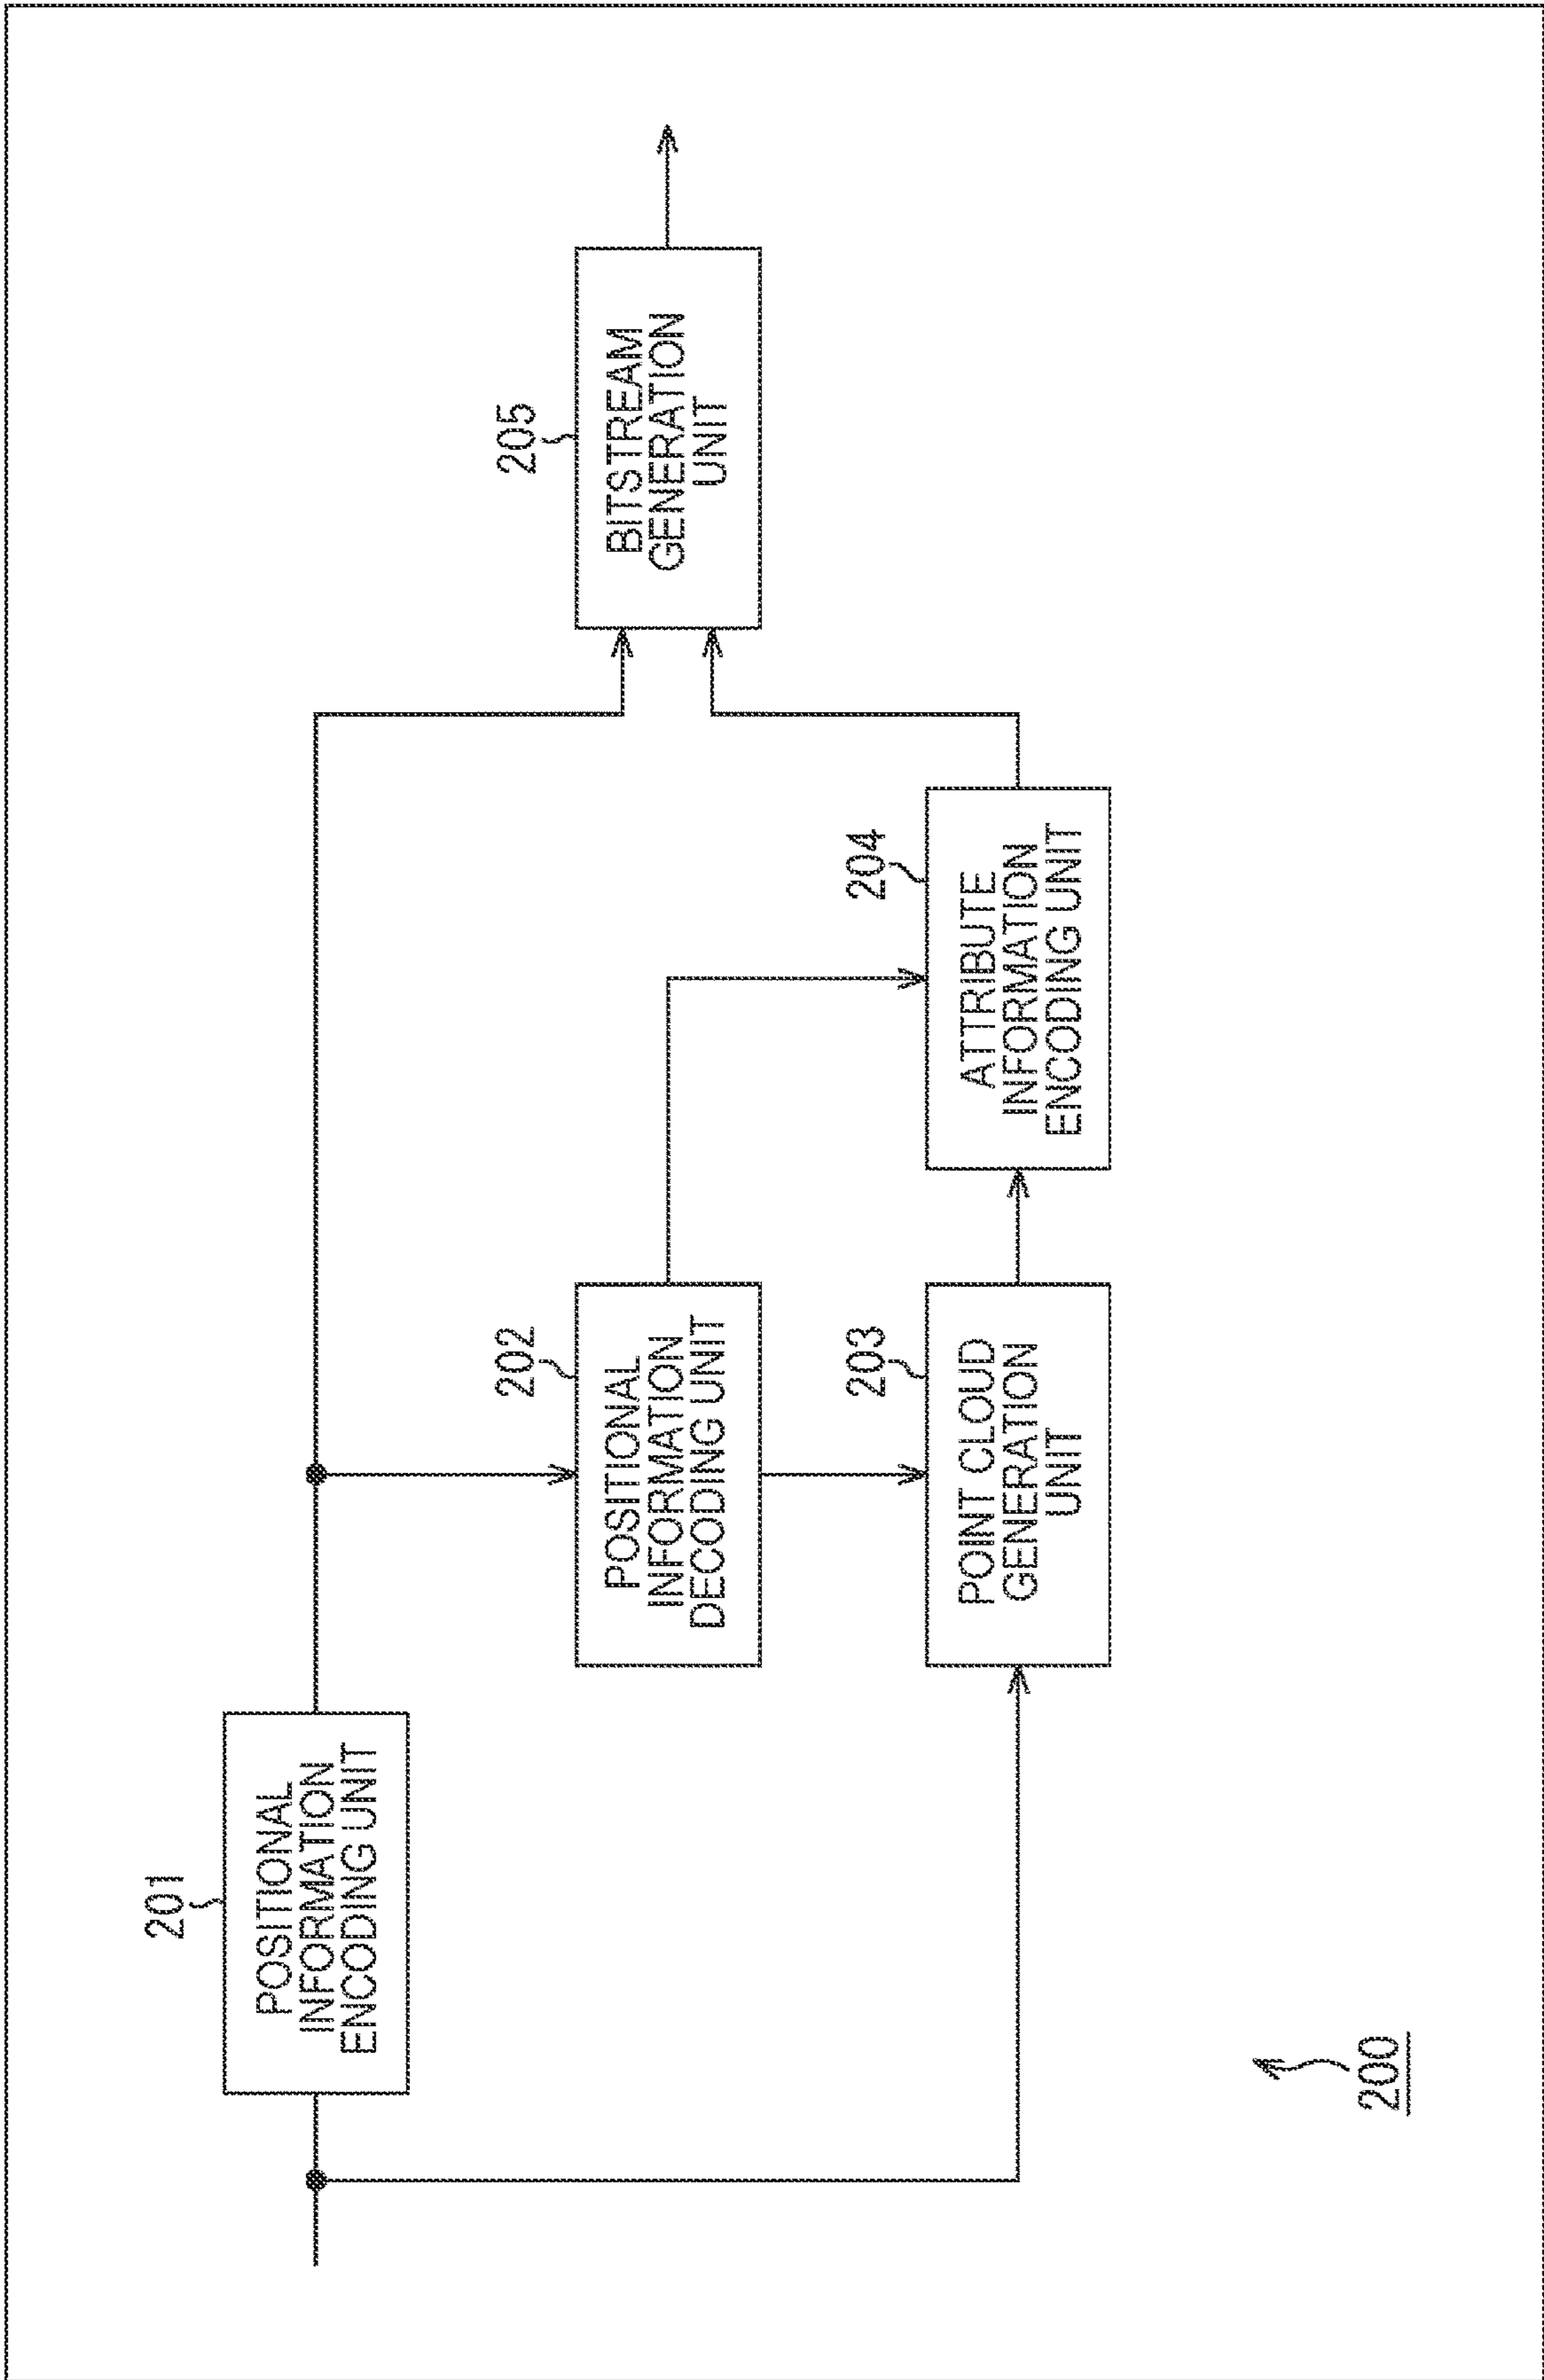 201
POSITIONAL
INFORMATION
ENCODING UNIT
202
POSITIONAL
INFORMATION
DECODING UNIT
203
POINT CLOUD
GENERATION
UNIT
204
ATTRIBUTE
INFORMATION
ENCODING UNIT
205
BITSTREAM
GENERATION
UNIT
200